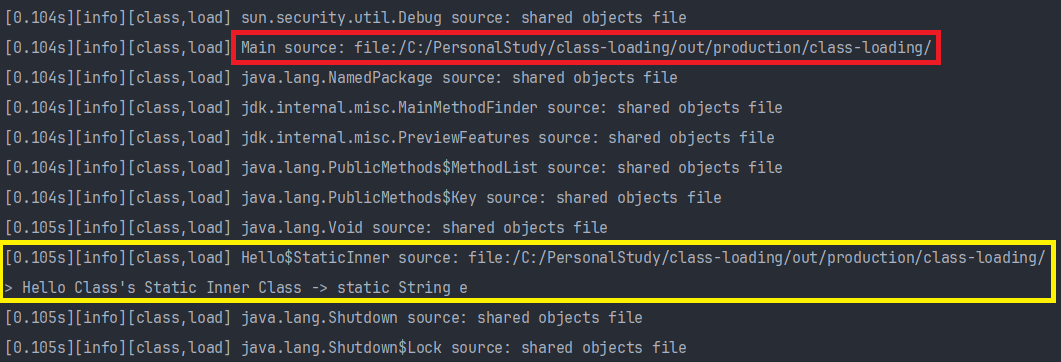 [0.104s][info][class,load] sun.security.util.Debug source: shared objects file
[0.104s][info][class,load] Main source: file:/C:/PersonalStudy/class-loading/out/production/class-loading/
[0.104s][info][class,load] java.lang.NamedPackage source: shared objects file
[0.104s][info][class,load] jdk.internal.misc.MainMethodFinder source: shared objects file
[0.104s][info][class,load] jdk.internal.misc.PreviewFeatures source: shared objects file
[0.104s][info][class,load] java.lang.PublicMethods$MethodList source: shared objects file
[0.104s][info][class,load] java.lang.PublicMethods$Key source: shared objects file
[0.105s][info][class,load] java.lang.Void source: shared objects file
[0.105s][info][class,load] Hello$StaticInner source: file:/C:/PersonalStudy/class-loading/out/production/class-loading/
> Hello Class's Static Inner Class -> static String e
[0.105s][info][class,load] java.lang.Shutdown source: shared objects file
[0.105s][info][class,load] java.lang.Shutdown$Lock source: shared objects file